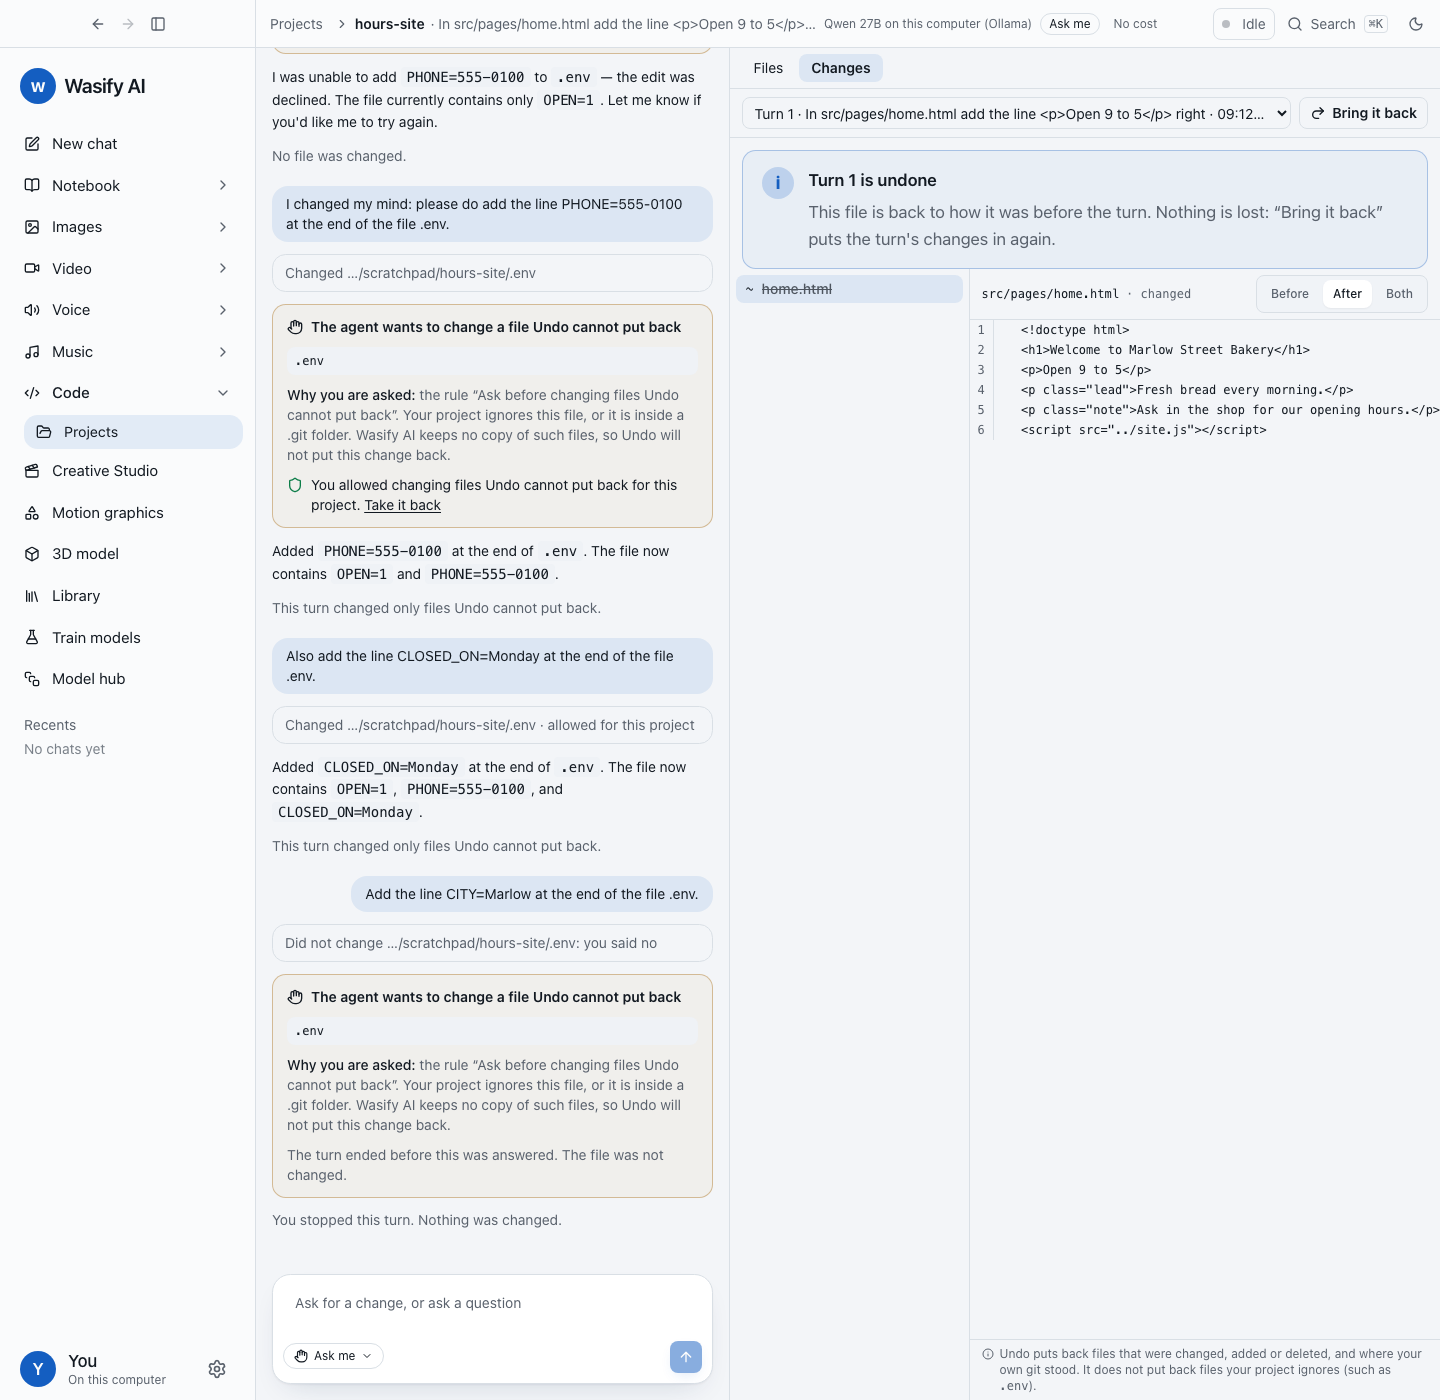 Projects
hours-site · In src/pages/home.html add the line <p>Open 9 to 5</p>...
Qwen 27B on this computer (Ollama)
Ask me
No cost
Idle
Search
⌘K
W
Wasify AI
New chat
Notebook
Images
Video
Voice
Music
Code
Projects
Creative Studio
Motion graphics
3D model
Library
Train models
Model hub
Recents
No chats yet
Y
You
On this computer
I was unable to add PHONE=555-0100 to .env — the edit was
declined. The file currently contains only OPEN=1 . Let me know if
you'd like me to try again.
No file was changed.
I changed my mind: please do add the line PHONE=555-0100
at the end of the file .env.
Changed .../scratchpad/hours-site/.env
The agent wants to change a file Undo cannot put back
.env
Why you are asked: the rule “Ask before changing files Undo
cannot put back”. Your project ignores this file, or it is inside a
.git folder. Wasify AI keeps no copy of such files, so Undo will
not put this change back.
You allowed changing files Undo cannot put back for this
project. Take it back
Added PHONE=555-0100 at the end of .env . The file now
contains OPEN=1 and PHONE=555-0100 .
This turn changed only files Undo cannot put back.
Also add the line CLOSED_ON=Monday at the end of the file
.env.
Changed .../scratchpad/hours-site/.env · allowed for this project
Added CLOSED_ON=Monday at the end of .env . The file now
contains OPEN=1 , PHONE=555-0100 , and
CLOSED_ON=Monday .
This turn changed only files Undo cannot put back.
Add the line CITY=Marlow at the end of the file .env.
Did not change .../scratchpad/hours-site/.env: you said no
The agent wants to change a file Undo cannot put back
.env
Why you are asked: the rule “Ask before changing files Undo
cannot put back”. Your project ignores this file, or it is inside a
.git folder. Wasify AI keeps no copy of such files, so Undo will
not put this change back.
The turn ended before this was answered. The file was not
changed.
You stopped this turn. Nothing was changed.
Ask for a change, or ask a question
Ask me
Files
Changes
Turn 1 · In src/pages/home.html add the line <p>Open 9 to 5</p> right · 09:12...
Bring it back
i
Turn 1 is undone
This file is back to how it was before the turn. Nothing is lost: “Bring it back”
puts the turn's changes in again.
~ home.html
src/pages/home.html · changed
Before
After
Both
1 <!doctype html>
2 <h1>Welcome to Marlow Street Bakery</h1>
3 <p>Open 9 to 5</p>
4 <p class="lead">Fresh bread every morning.</p>
5 <p class="note">Ask in the shop for our opening hours.</p>
6 <script src="../site.js"></script>
Undo puts back files that were changed, added or deleted, and where your
own git stood. It does not put back files your project ignores (such as
.env).